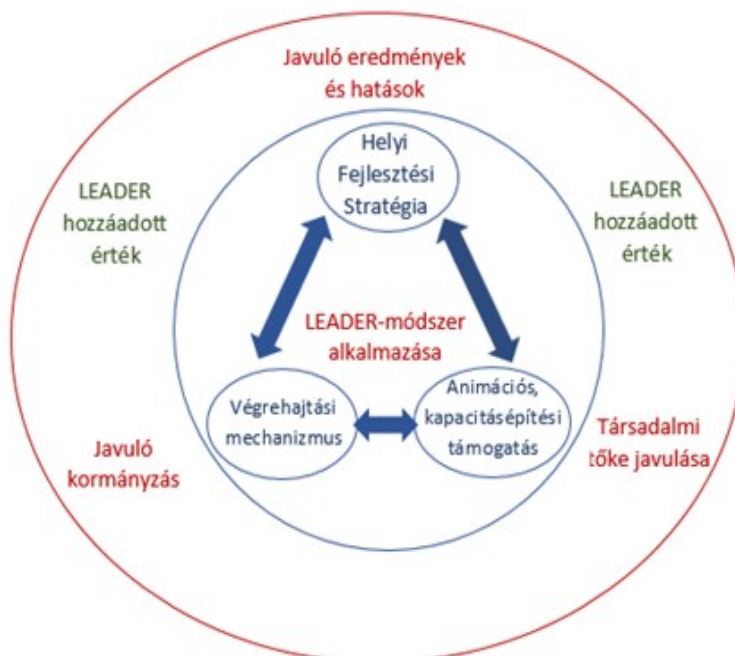 Javuló eredmények
és hatások
Helyi
Fejlesztési
Stratégia
LEADER
hozzáadott
érték
LEADER
hozzáadott
érték
LEADER-módszer
alkalmazása
Végrehajtási
mechanizmus
Animációs,
kapacitásépítési
támogatás
Javuló
kormányzás
Társadalmi
tőke javulása